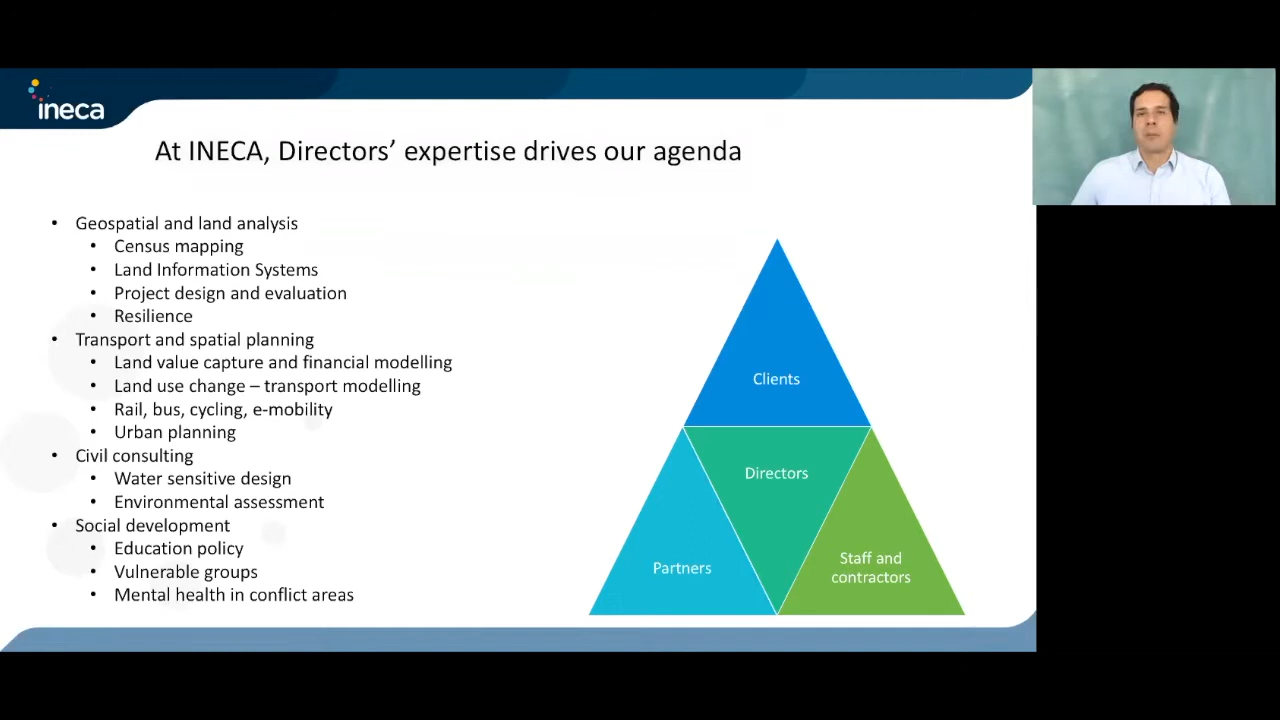 ineca
At INECA, Directors’ expertise drives our agenda
• Geospatial and land analysis
• Census mapping
• Land Information Systems
• Project design and evaluation
• Resilience
• Transport and spatial planning
• Land value capture and financial modelling
• Land use change – transport modelling
• Rail, bus, cycling, e-mobility
• Urban planning
• Civil consulting
• Water sensitive design
• Environmental assessment
• Social development
• Education policy
• Vulnerable groups
• Mental health in conflict areas
Clients
Directors
Partners
Staff and
contractors